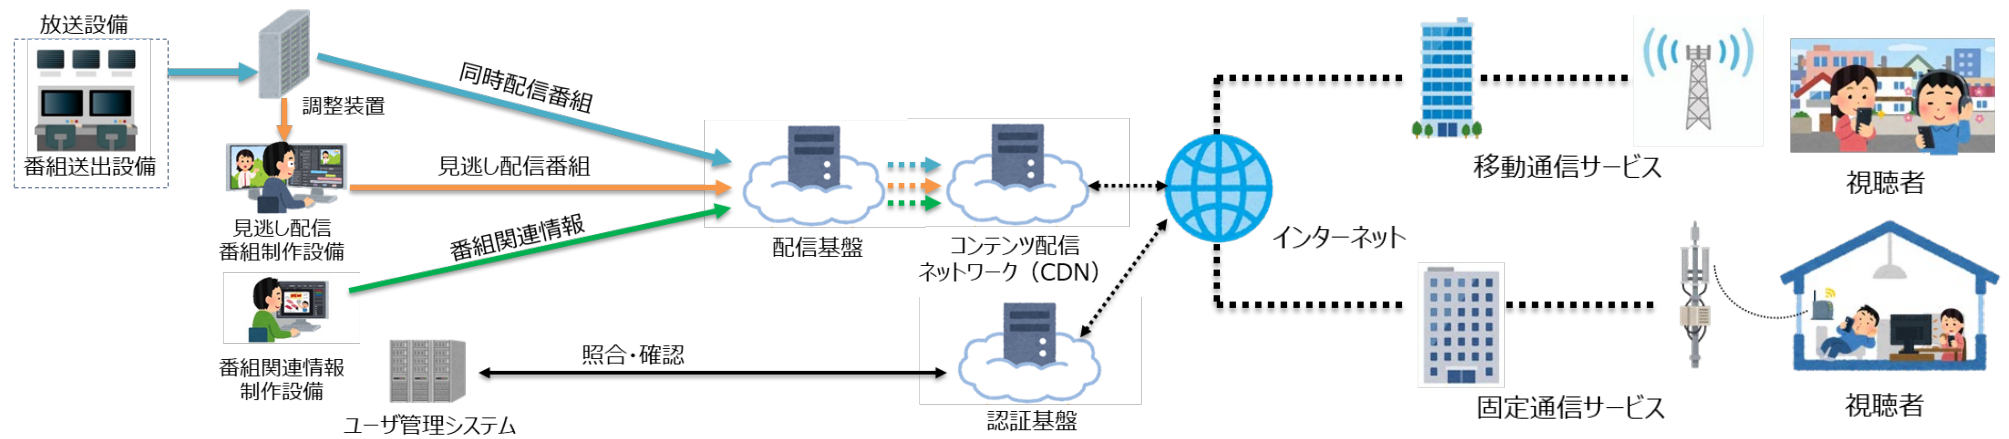 放送設備
番組送出設備
調整装置
同時配信番組
見逃し配信番組
番組関連情報
見逃し配信
番組制作設備
番組関連情報
制作設備
ユーザ管理システム
照合・確認
配信基盤
コンテンツ配信
ネットワーク（CDN）
認証基盤
インターネット
移動通信サービス
視聴者
固定通信サービス
視聴者